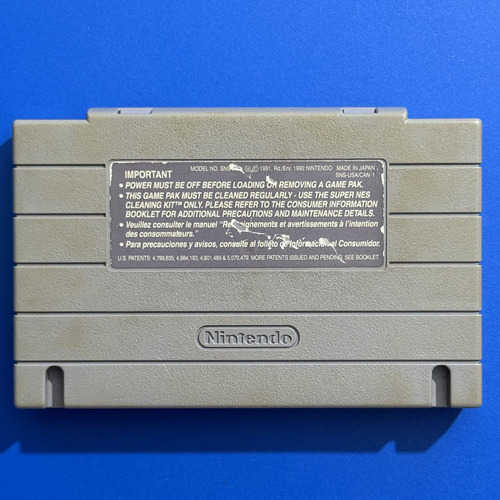 MODEL NO. ©1991, Rd./Enr. 1992 NINTENDO MADE IN JAPAN
IMPORTANT SNS-USA/CAN-1
• POWER MUST BE OFF BEFORE LOADING OR REMOVING A GAME PAK.
• THIS GAME PAK MUST BE CLEANED REGULARLY - USE THE SUPER NES
CLEANING KIT™ ONLY. PLEASE REFER TO THE CONSUMER INFORMATION
BOOKLET FOR ADDITIONAL PRECAUTIONS AND MAINTENANCE DETAILS.
• Veuillez consulter le manuel "Renseignements et avertissements à l'intention
des consommateurs."
• Para precauciones y avisos, consulte al folleto de Informacion al Consumidor.
U.S. PATENTS: 4,799,635; 4,984,193; 4,801,489 & 5,070,479. MORE PATENTS ISSUED AND PENDING, SEE BOOKLET.
Nintendo